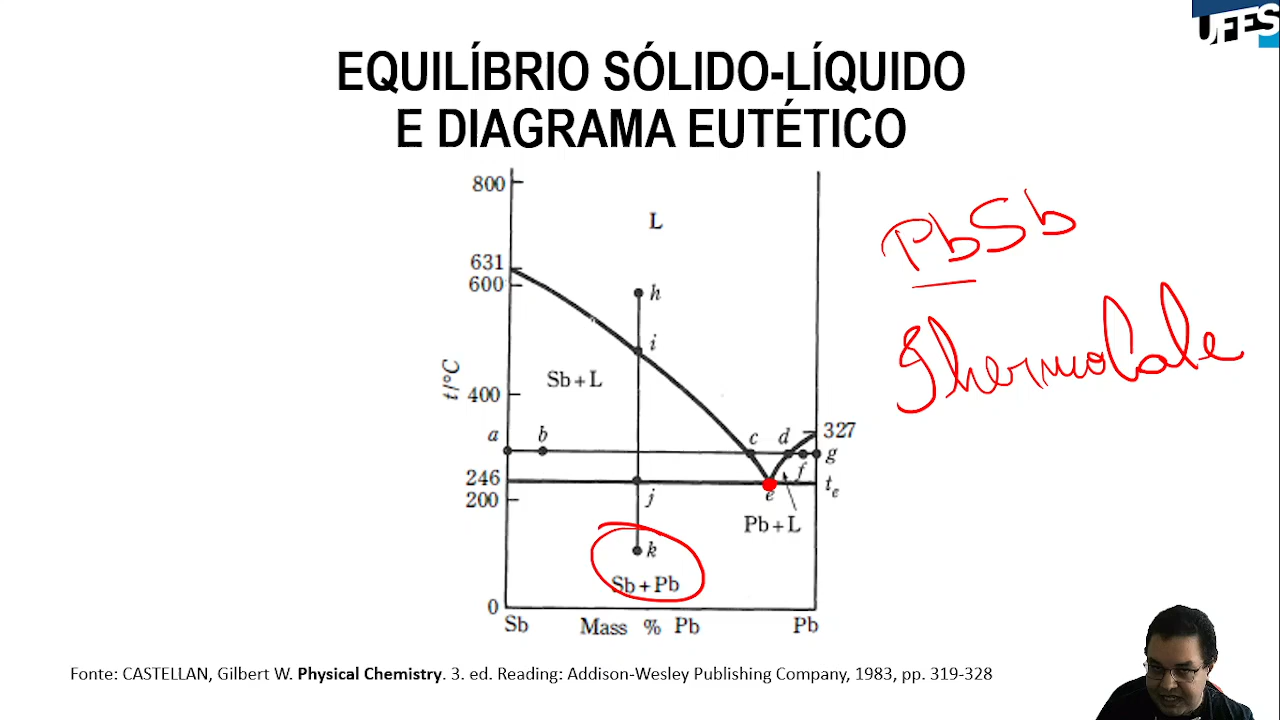 UFES
EQUILÍBRIO SÓLIDO-LÍQUIDO
E DIAGRAMA EUTÉTICO
800
L
631
600
h
i
t/°C
Sb + L
400
a
b
c
d
327
f
g
246
200
j
e
t_e
Pb + L
k
Sb + Pb
0
Sb
Mass % Pb
Pb
PbSb
ThermoCalc
Fonte: CASTELLAN, Gilbert W. Physical Chemistry. 3. ed. Reading: Addison-Wesley Publishing Company, 1983, pp. 319-328